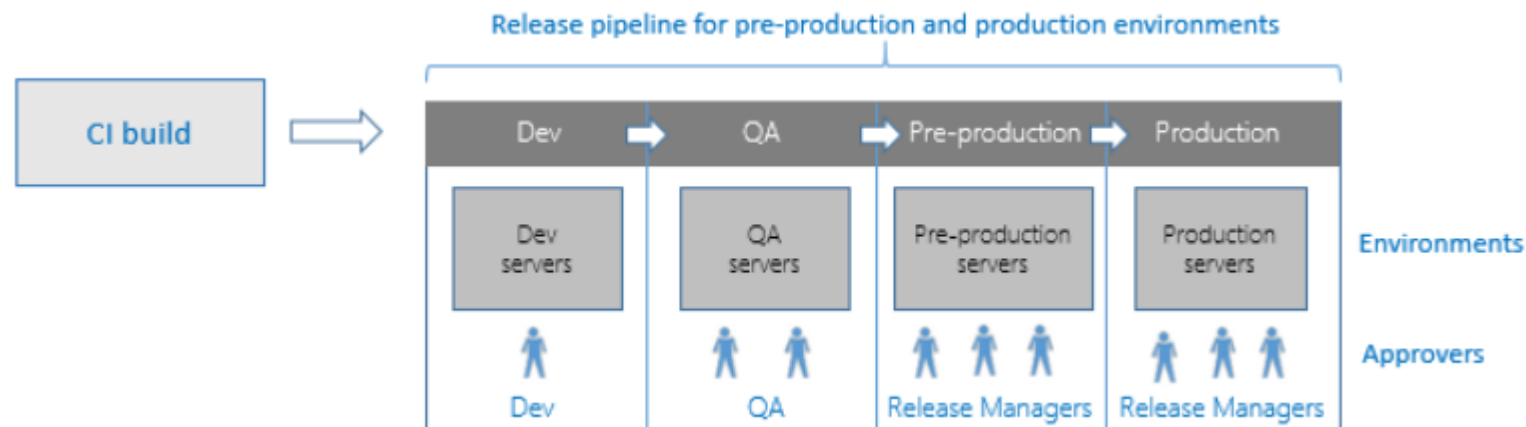 Release pipeline for pre-production and production environments
CI build
Dev
QA
Pre-production
Production
Dev
servers
QA
servers
Pre-production
servers
Production
servers
Environments
Approvers
Dev
QA
Release Managers
Release Managers